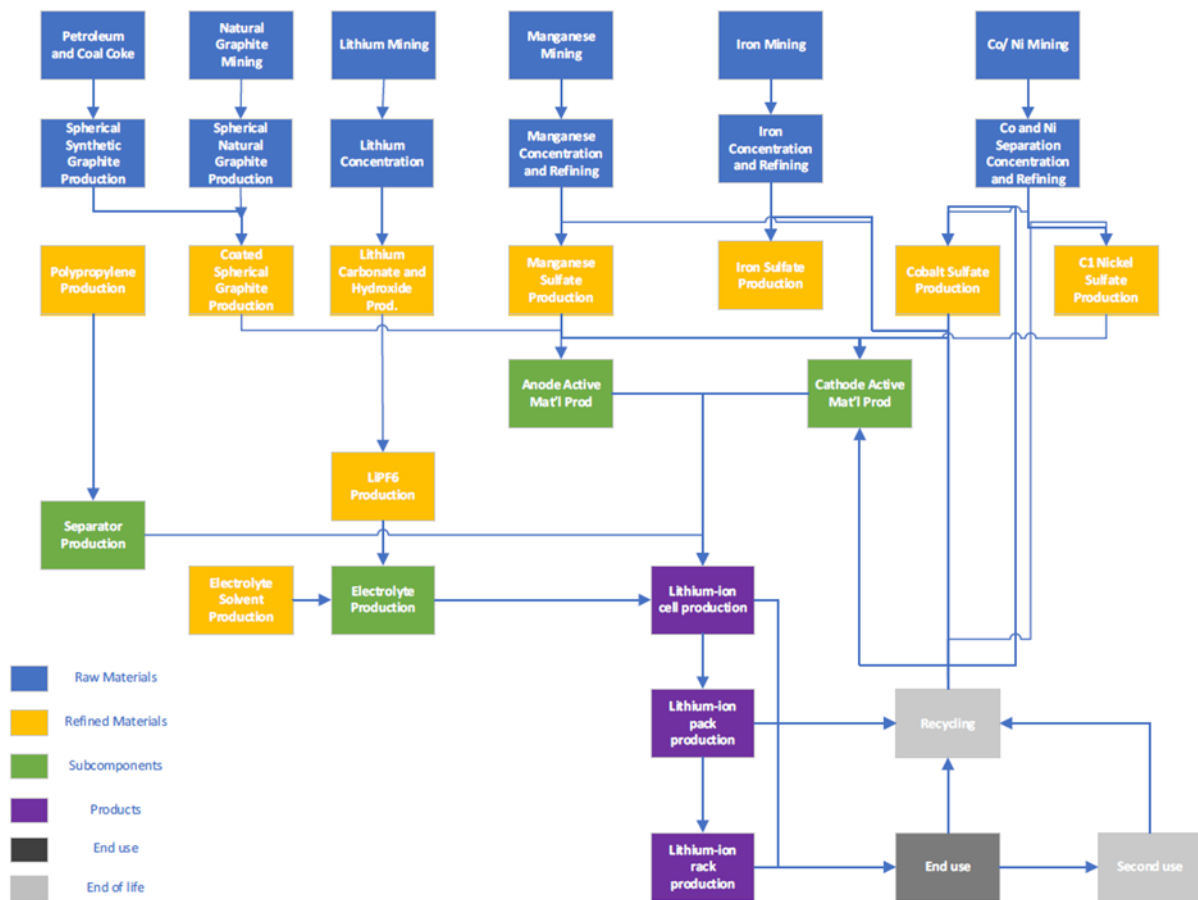 Petroleum
and Coal Coke
Natural
Graphite
Mining
Lithium Mining
Manganese
Mining
Iron Mining
Co/ Ni Mining
Spherical
Synthetic
Graphite
Production
Spherical
Natural
Graphite
Production
Lithium
Concentration
Manganese
Concentration
and Refining
Iron
Concentration
and Refining
Co and Ni
Separation
Concentration
and Refining
Polypropylene
Production
Coated
Spherical
Graphite
Production
Lithium
Carbonate and
Hydroxide
Prod.
Manganese
Sulfate
Production
Iron Sulfate
Production
Cobalt Sulfate
Production
C1 Nickel
Sulfate
Production
Anode Active
Mat'l Prod
Cathode Active
Mat'l Prod
LiPF6
Production
Separator
Production
Electrolyte
Solvent
Production
Electrolyte
Production
Lithium-ion
cell production
Raw Materials
Refined Materials
Subcomponents
Products
End use
End of life
Lithium-ion
pack
production
Recycling
Lithium-ion
rack
production
End use
Second use